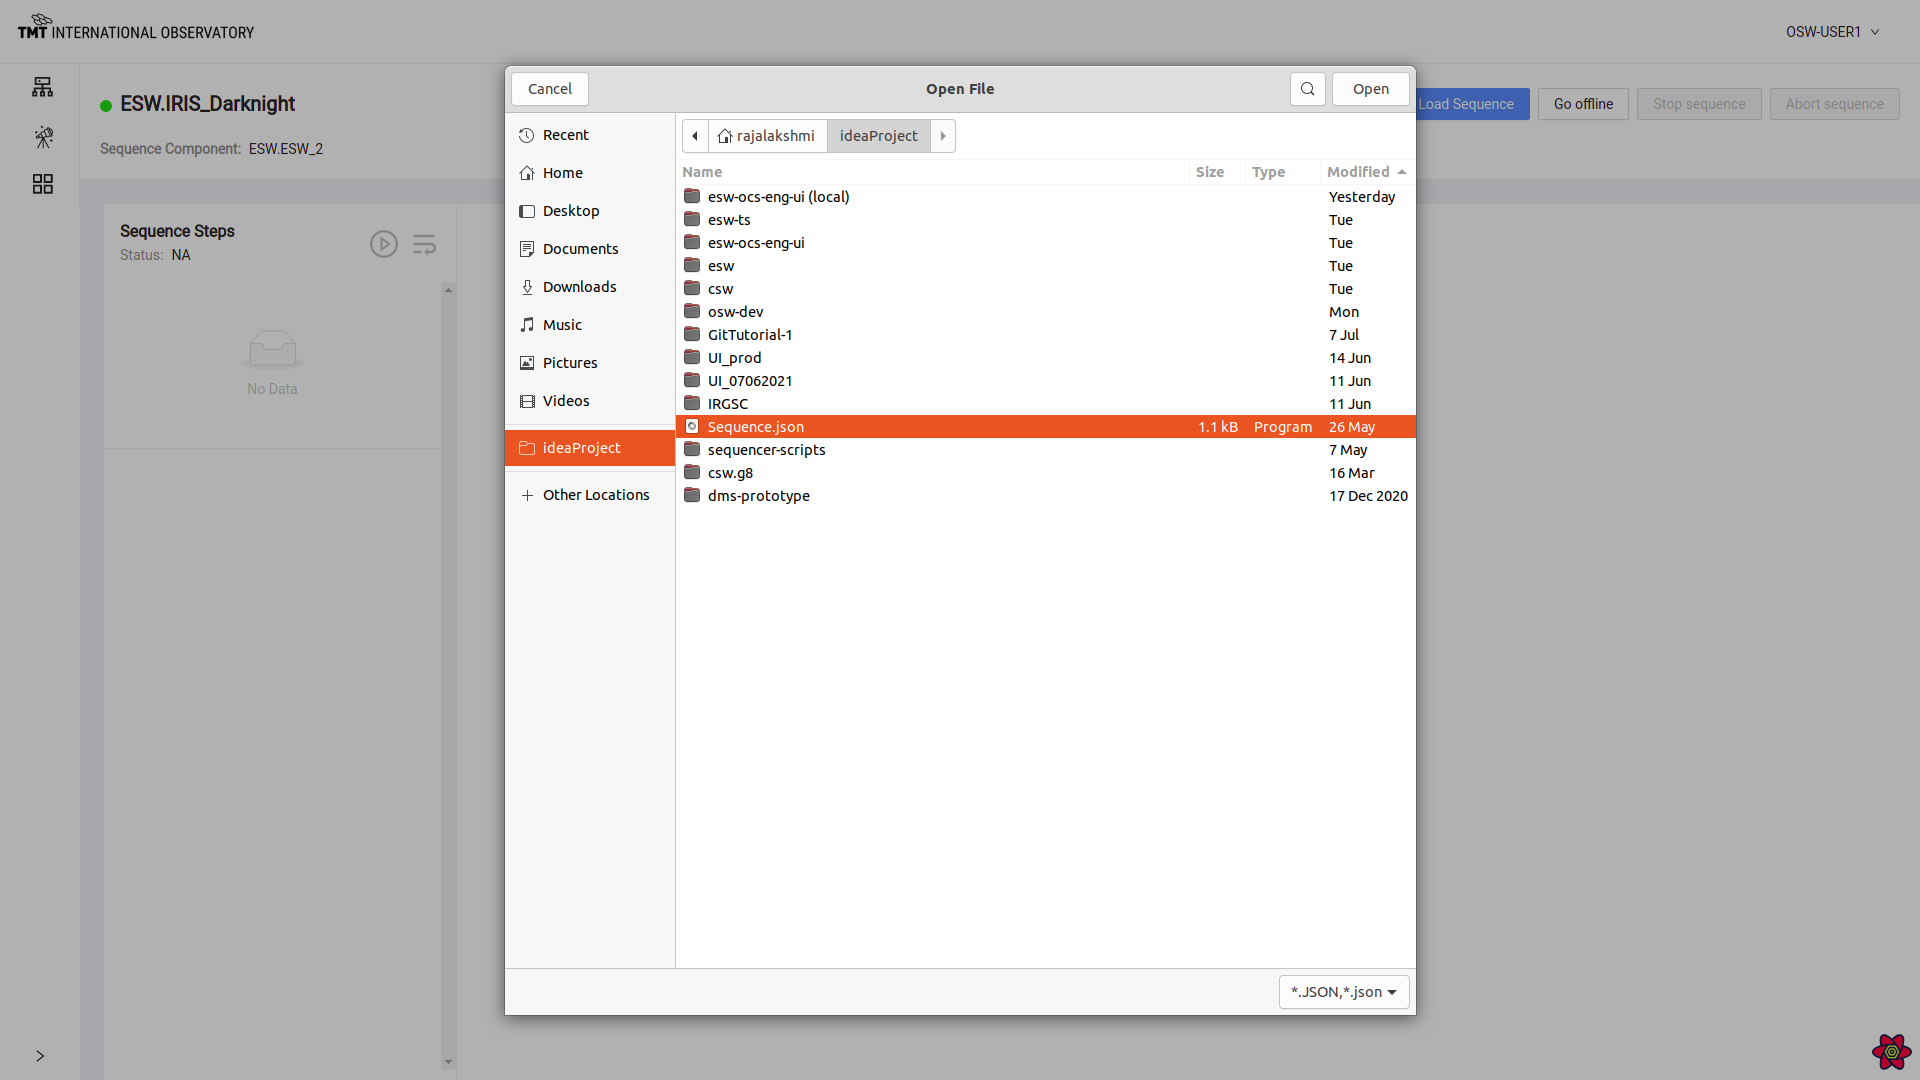 TMT INTERNATIONAL OBSERVATORY
OSW-USER1
ESW.IRIS_Darknight
Sequence Component: ESW.ESW_2
Load Sequence
Go offline
Stop sequence
Abort sequence
Sequence Steps
Status: NA
No Data
Cancel
Open File
Open
Recent
Home
Desktop
Documents
Downloads
Music
Pictures
Videos
ideaProject
Other Locations
rajalakshmi
ideaProject
Name Size Type Modified
esw-ocs-eng-ui (local) Yesterday
esw-ts Tue
esw-ocs-eng-ui Tue
esw Tue
csw Tue
osw-dev Mon
GitTutorial-1 7 Jul
UI_prod 14 Jun
UI_07062021 11 Jun
IRGSC 11 Jun
Sequence.json 1.1 kB Program 26 May
sequencer-scripts 7 May
csw.g8 16 Mar
dms-prototype 17 Dec 2020
*.JSON,*.json